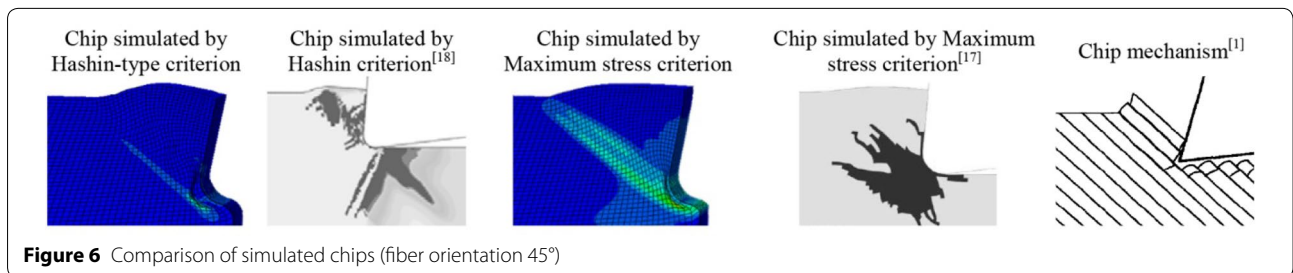 Chip simulated by
Hashin-type criterion
Chip simulated by
Hashin criterion[18]
Chip simulated by
Maximum stress criterion
Chip simulated by Maximum
stress criterion[17]
Chip mechanism[1]
Figure 6 Comparison of simulated chips (fiber orientation 45°)